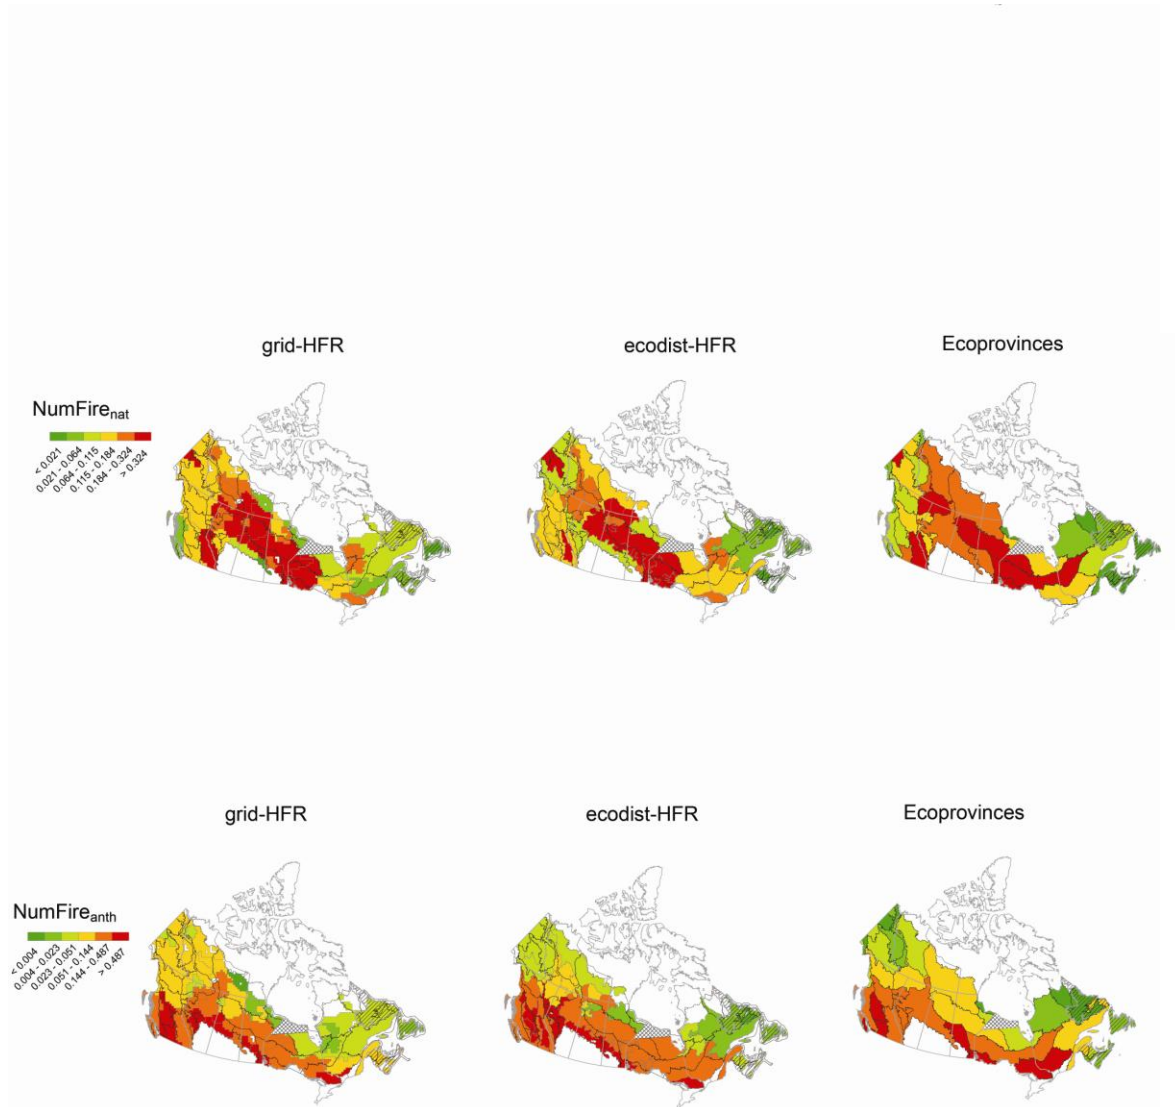 grid-HFR
ecodist-HFR
Ecoprovinces
NumFirenat
< 0.021
0.021 - 0.064
0.064 - 0.115
0.115 - 0.184
0.184 - 0.324
> 0.324
grid-HFR
ecodist-HFR
Ecoprovinces
NumFireanth
< 0.004
0.004 - 0.023
0.023 - 0.051
0.051 - 0.144
0.144 - 0.487
> 0.487